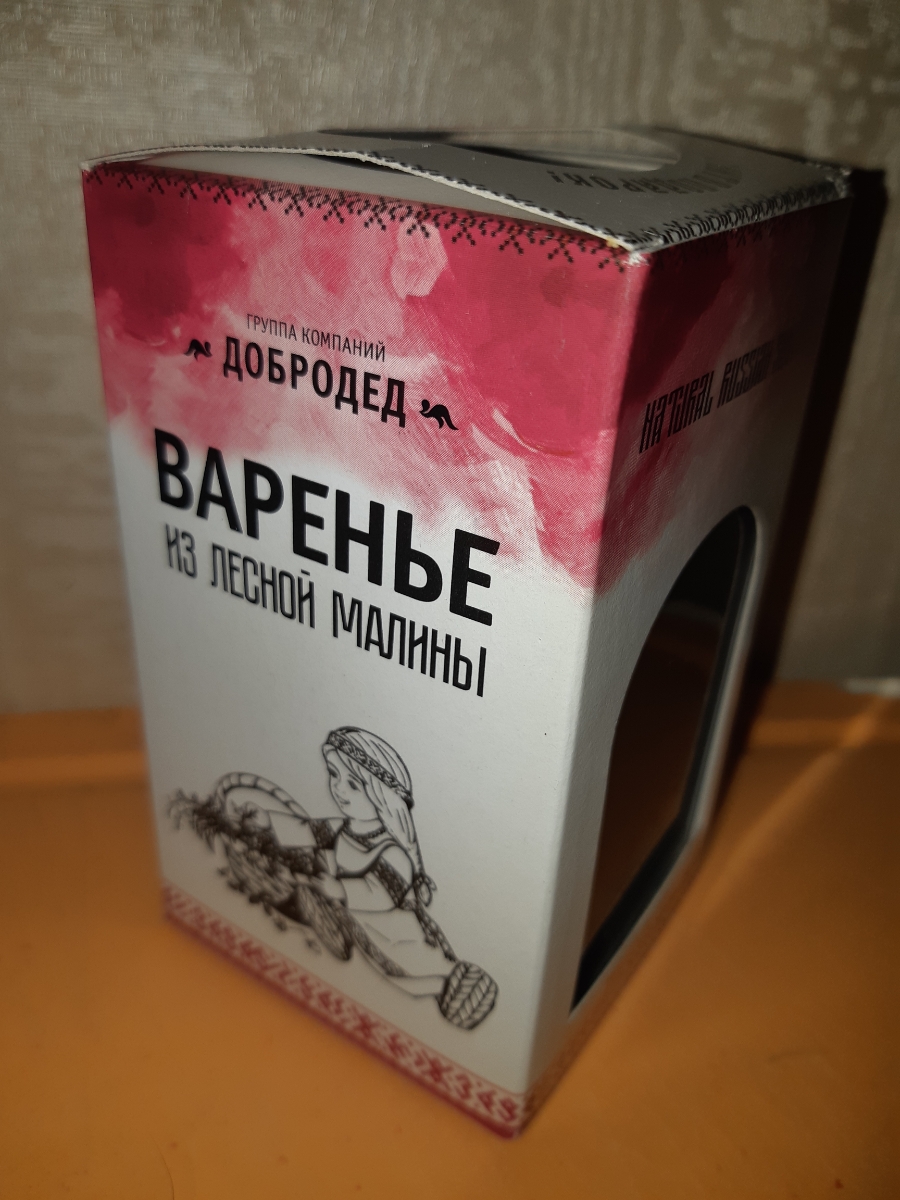 ГРУППА КОМПАНИЙ
ДОБРОДЕД
ВАРЕНЬЕ
ИЗ ЛЕСНОЙ МАЛИНЫ
NATURAL RUSSIAN